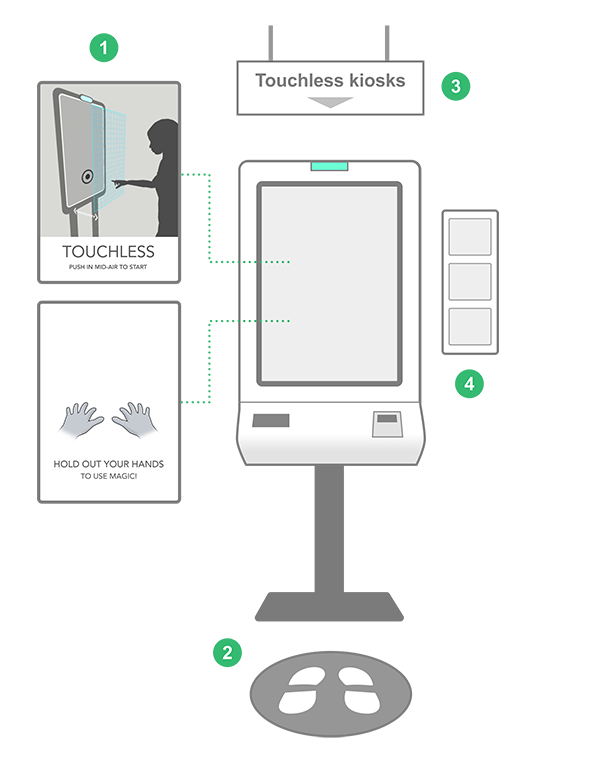 1
Touchless kiosks
3
TOUCHLESS
PUSH IN MID-AIR TO START
4
HOLD OUT YOUR HANDS
TO USE MAGIC!
2